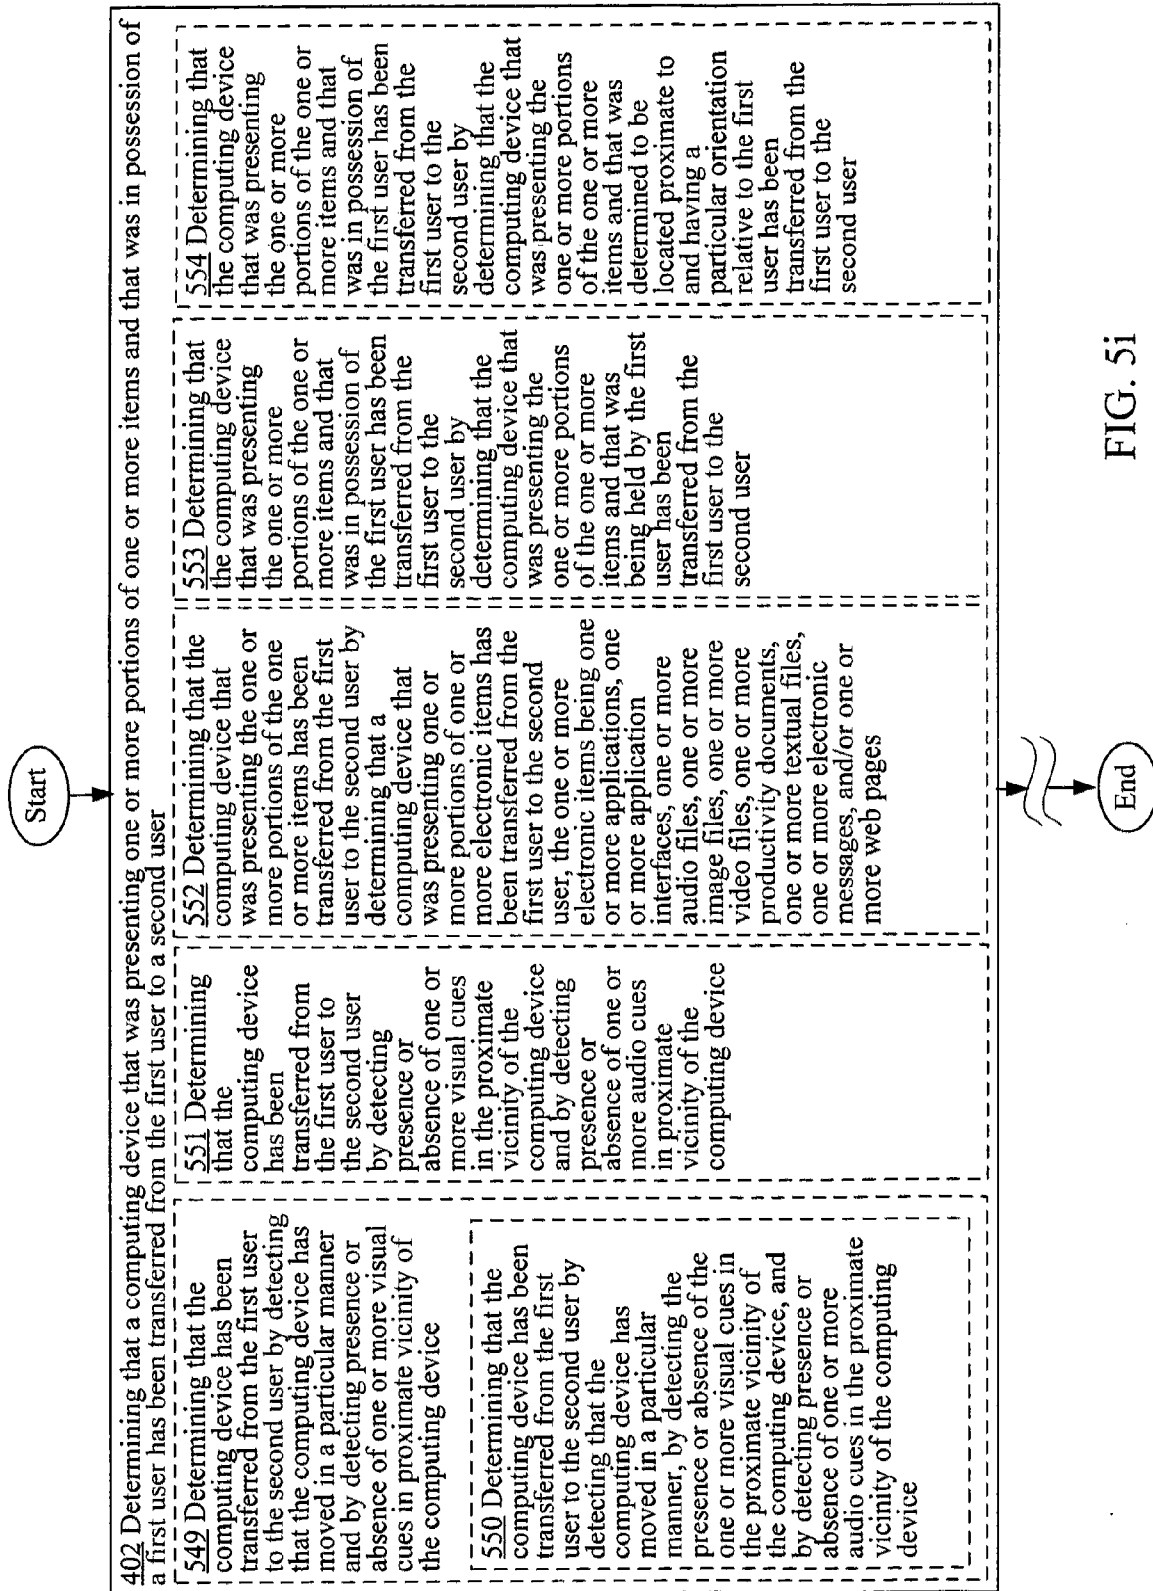 Start
402 Determining that a computing device that was presenting one or more portions of one or more items and that was in possession of
a first user has been transferred from the first user to a second user
549 Determining that the
computing device has been
transferred from the first user
to the second user by detecting
that the computing device has
moved in a particular manner
and by detecting presence or
absence of one or more visual
cues in proximate vicinity of
the computing device
550 Determining that the
computing device has been
transferred from the first
user to the second user by
detecting that the
computing device has
moved in a particular
manner, by detecting the
presence or absence of the
one or more visual cues in
the proximate vicinity of
the computing device, and
by detecting presence or
absence of one or more
audio cues in the proximate
vicinity of the computing
device
551 Determining
that the
computing device
has been
transferred from
the first user to
the second user
by detecting
presence or
absence of one or
more visual cues
in the proximate
vicinity of the
computing device
and by detecting
presence or
absence of one or
more audio cues
in proximate
vicinity of the
computing device
552 Determining that the
computing device that
was presenting the one or
more portions of the one
or more items has been
transferred from the first
user to the second user by
determining that a
computing device that
was presenting one or
more portions of one or
more electronic items has
been transferred from the
first user to the second
user, the one or more
electronic items being one
or more applications, one
or more application
interfaces, one or more
audio files, one or more
image files, one or more
video files, one or more
productivity documents,
one or more textual files,
one or more electronic
messages, and/or one or
more web pages
553 Determining that
the computing device
that was presenting
the one or more
portions of the one or
more items and that
was in possession of
the first user has been
transferred from the
first user to the
second user by
determining that the
computing device that
was presenting the
one or more portions
of the one or more
items and that was
being held by the first
user has been
transferred from the
first user to the
second user
554 Determining that
the computing device
that was presenting
the one or more
portions of the one or
more items and that
was in possession of
the first user has been
transferred from the
first user to the
second user by
determining that the
computing device that
was presenting the
one or more portions
of the one or more
items and that was
determined to be
located proximate to
and having a
particular orientation
relative to the first
user has been
transferred from the
first user to the
second user
End
FIG. 5i